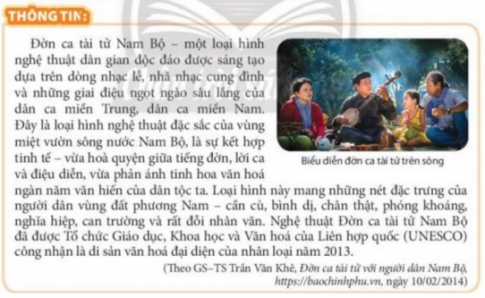 THÔNG TIN:
Đờn ca tài tử Nam Bộ – một loại hình
nghệ thuật dân gian độc đáo được sáng tạo
dựa trên dòng nhạc lễ, nhã nhạc cung đình
và những giai điệu ngọt ngào sâu lắng của
dân ca miền Trung, dân ca miền Nam.
Đây là loại hình nghệ thuật đặc sắc của vùng
miệt vườn sông nước Nam Bộ, là sự kết hợp
tinh tế – vừa hoà quyện giữa tiếng đờn, lời ca
và điệu diễn, vừa phản ánh tinh hoa văn hoá
ngàn năm văn hiến của dân tộc ta. Loại hình này mang những nét đặc trưng của
người dân vùng đất phương Nam – cần cù, bình dị, chân thật, phóng khoáng,
nghĩa hiệp, can trường và rất đỗi nhân văn. Nghệ thuật Đờn ca tài tử Nam Bộ
đã được Tổ chức Giáo dục, Khoa học và Văn hoá của Liên hợp quốc (UNESCO)
công nhận là di sản văn hoá đại diện của nhân loại năm 2013.
(Theo GS–TS Trần Văn Khê, Đờn ca tài tử với người dân Nam Bộ,
https://baochinhphu.vn, ngày 10/02/2014)
Biểu diễn đờn ca tài tử trên sông